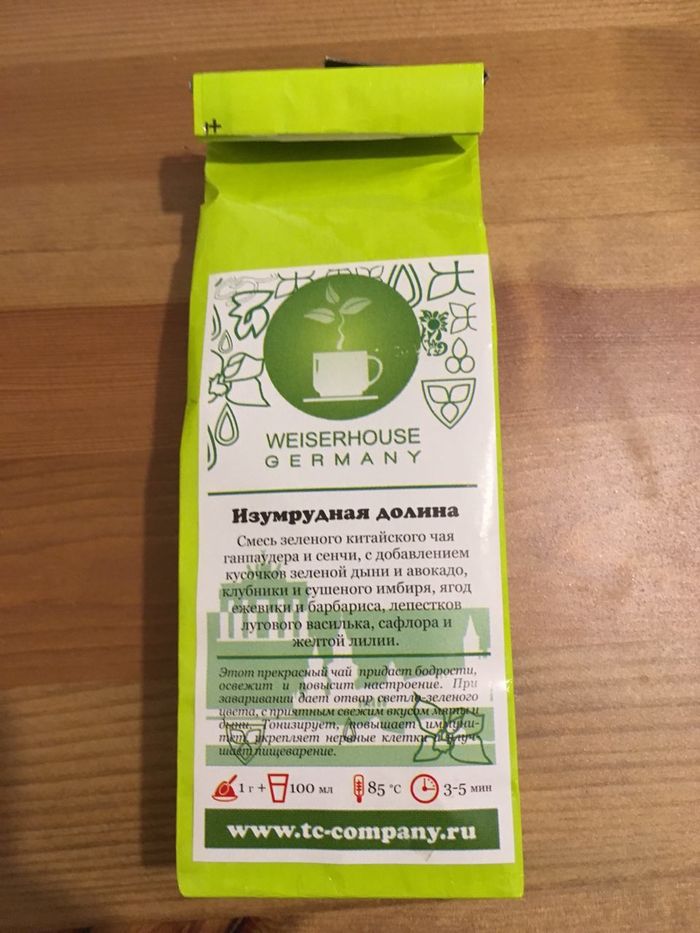 WEISERHOUSE
GERMANY
Изумрудная долина
Смесь зеленого китайского чая
ганпаудера и сенчи, с добавлением
кусочков зеленой дыни и авокадо,
клубники и сушеного имбиря, ягод
ежевики и барбариса, лепестков
лугового василька, сафлора и
желтой лилии.
Этот прекрасный чай придаст бодрости,
освежит и повысит настроение. При
заваривании дает отвар светло-зеленого
цвета, с приятным свежим вкусом мяты и
дыни. Тонизирует, повышает иммуни-
тет, укрепляет нервные клетки и улуч-
шает пищеварение.
1 г + 100 мл 85 °C 3-5 мин
www.tc-company.ru